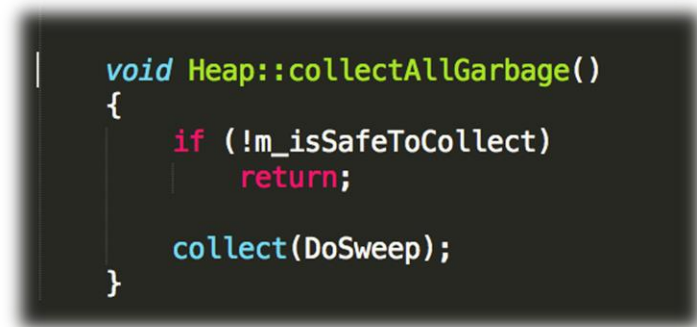 void Heap::collectAllGarbage()
{
if (!m_isSafeToCollect)
return;
collect(DoSweep);
}